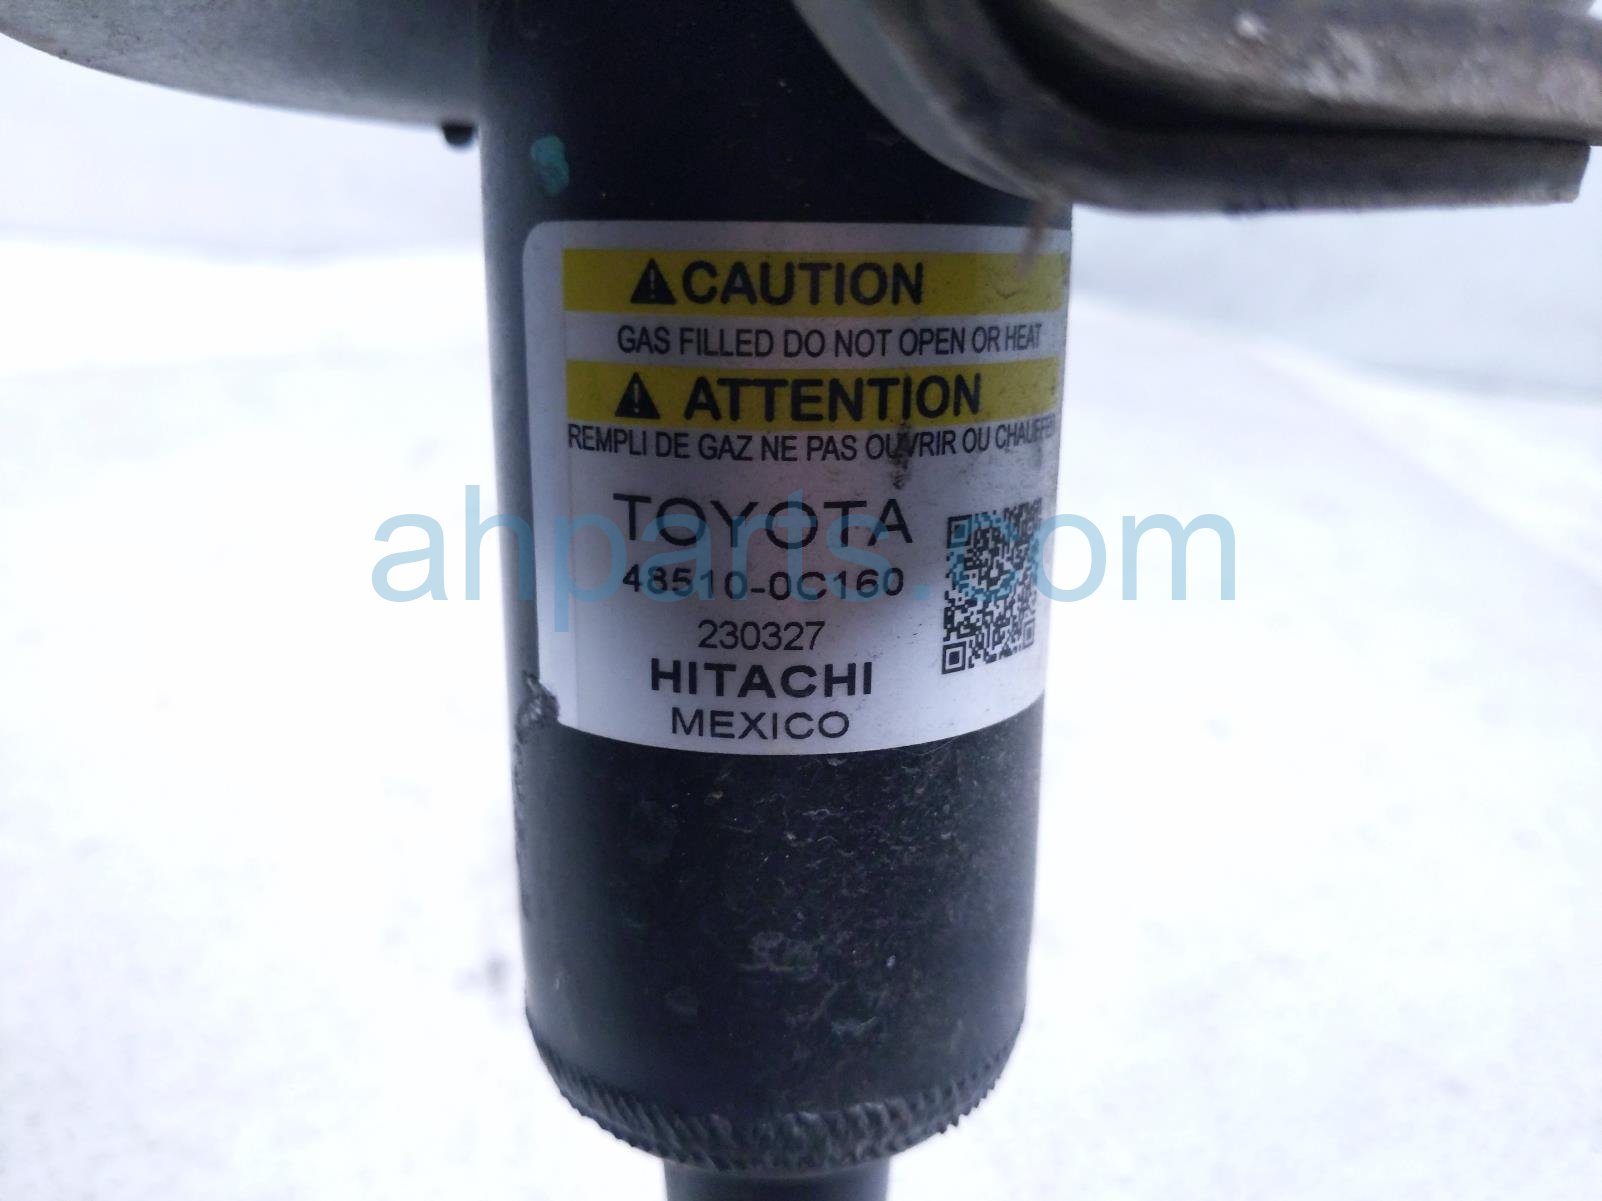 ⚠CAUTION
GAS FILLED DO NOT OPEN OR HEAT
⚠ ATTENTION
REMPLI DE GAZ NE PAS OUVRIR OU CHAUFFER
TOYOTA
ahparts.com
48510-0C160
230327
HITACHI
MEXICO